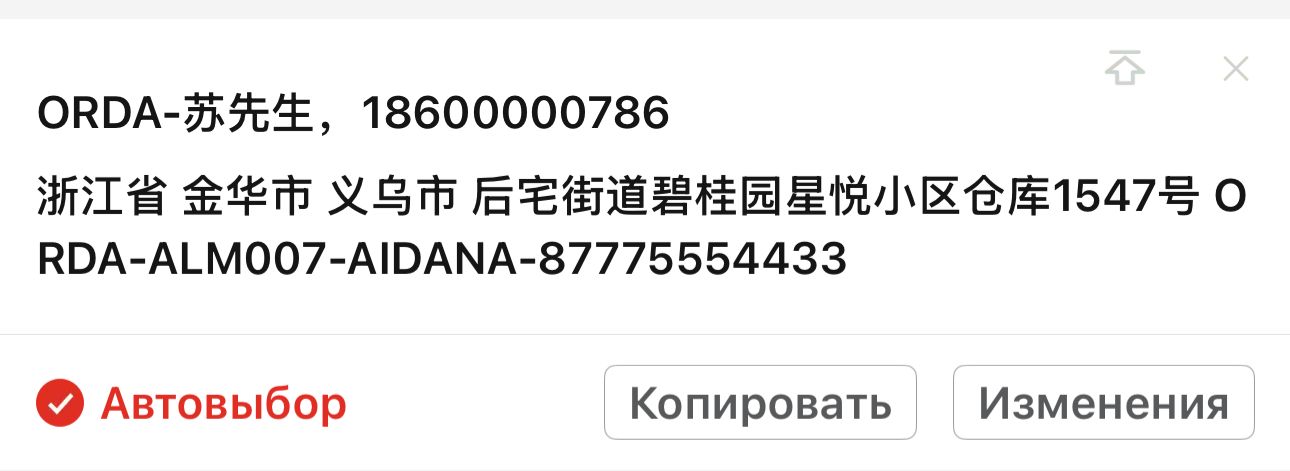 ORDA-苏先生，18600000786
浙江省 金华市 义乌市 后宅街道碧桂园星悦小区仓库1547号 O
RDA-ALM007-AIDANA-87775554433
Автовыбор
Копировать
Изменения